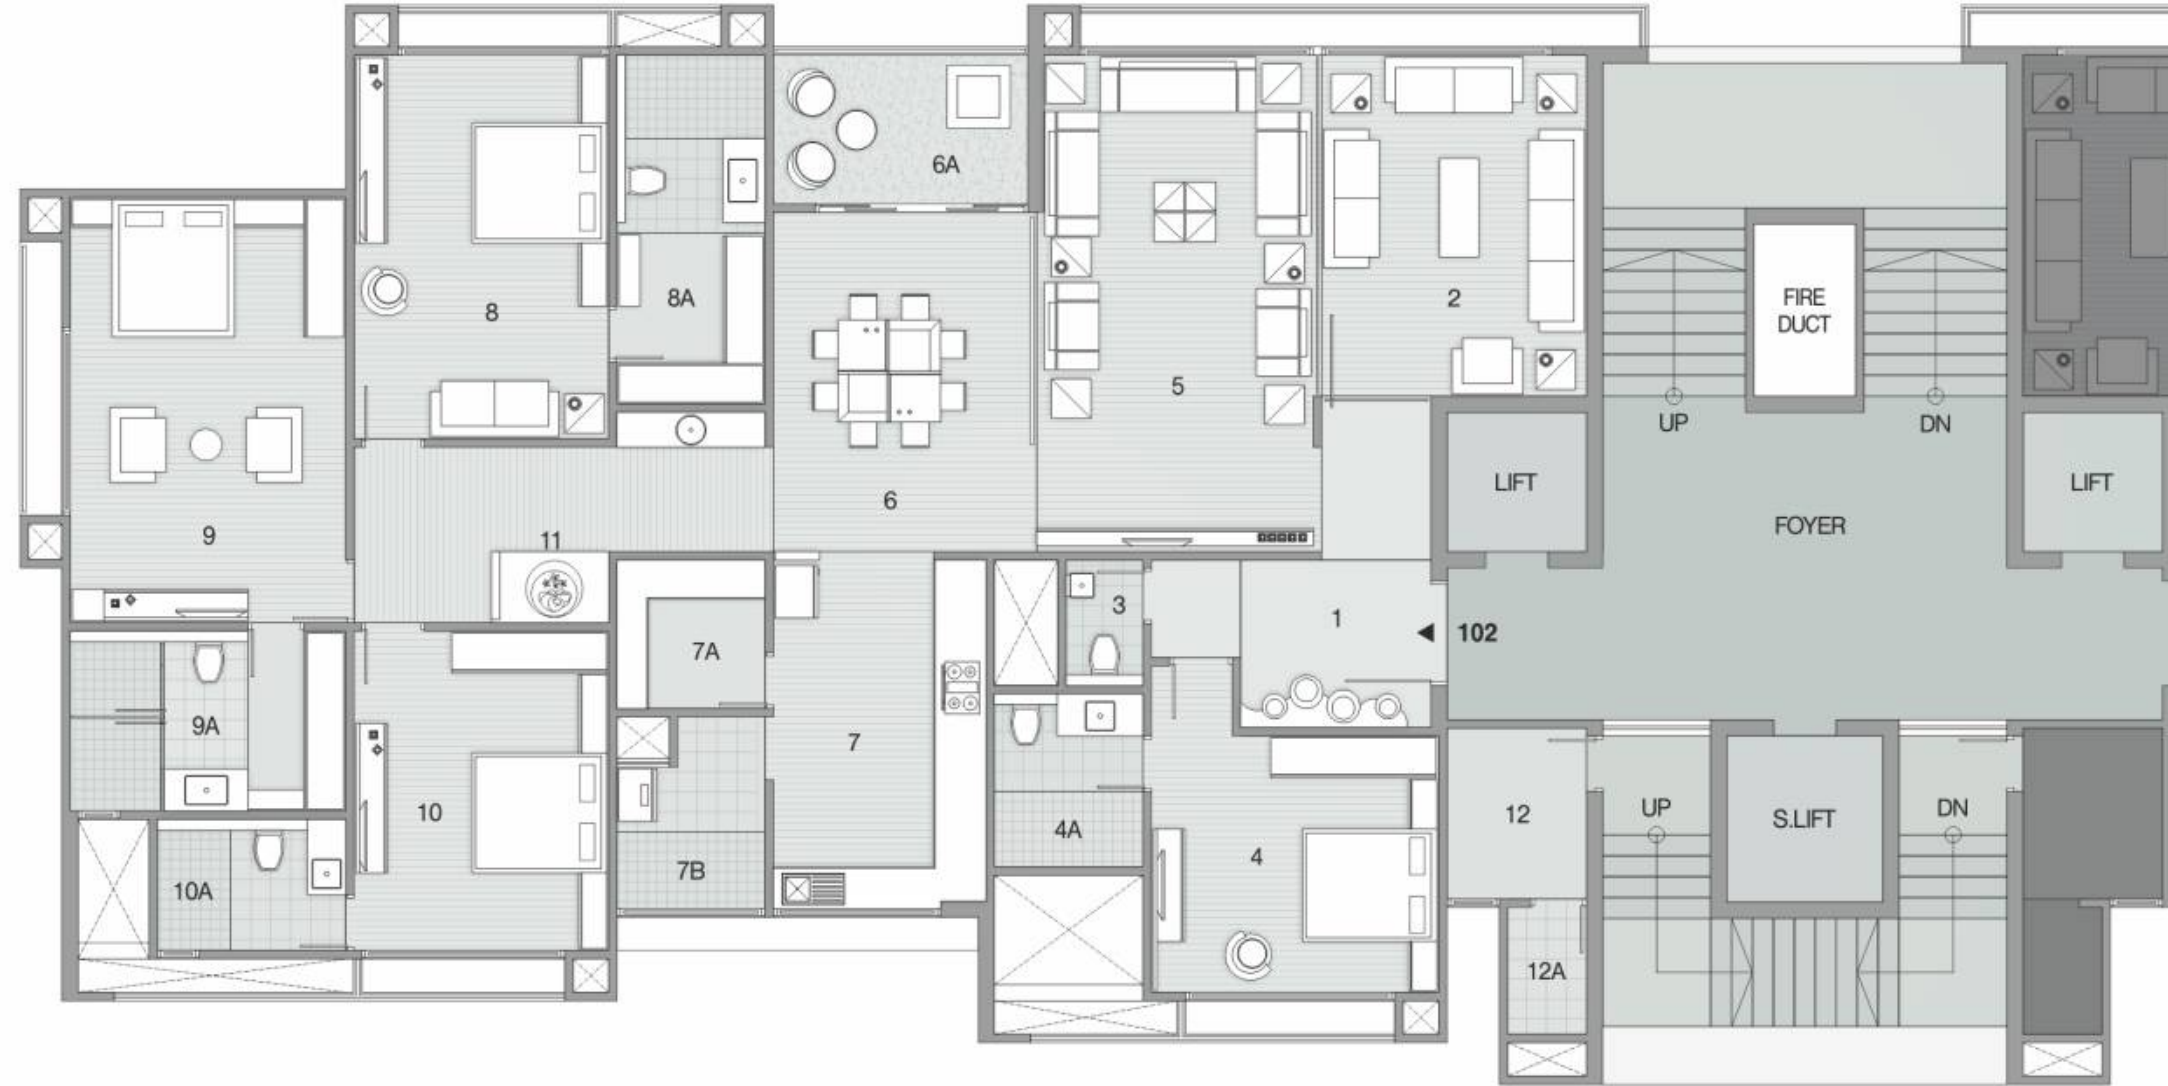 6A
8
8A
2
FIRE
DUCT
5
UP
DN
LIFT
LIFT
6
FOYER
9
11
3
1
102
7A
9A
7
10
12
UP
S.LIFT
DN
4A
4
7B
10A
12A